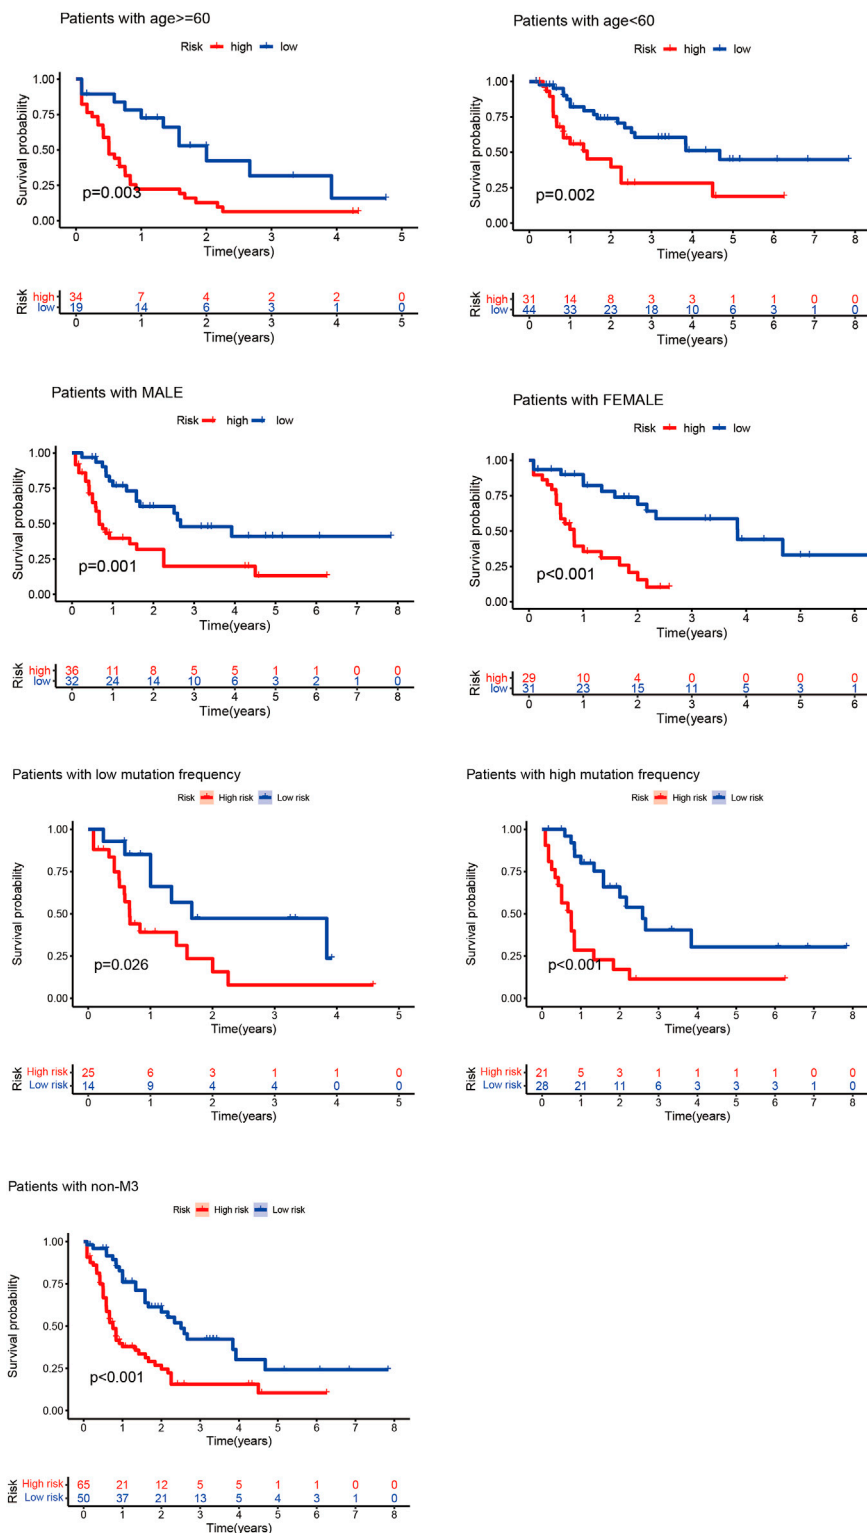 Patients with age>=60
Risk high low
1.00
0.75
0.50
0.25
0.00
Survival probability
p=0.003
0 1 2 3 4 5
Time(years)
Risk
high 34 7 4 2 2 0
low 19 14 6 3 1 0
0 1 2 3 4 5
Time(years)
Patients with age<60
Risk high low
1.00
0.75
0.50
0.25
0.00
Survival probability
p=0.002
0 1 2 3 4 5 6 7 8
Time(years)
Risk
high 31 14 8 3 3 1 1 0 0
low 44 33 23 18 10 6 3 1 0
0 1 2 3 4 5 6 7 8
Time(years)
Patients with MALE
Risk high low
1.00
0.75
0.50
0.25
0.00
Survival probability
p=0.001
0 1 2 3 4 5 6 7 8
Time(years)
Risk
high 36 11 8 5 5 1 1 0 0
low 32 24 14 10 6 3 2 1 0
0 1 2 3 4 5 6 7 8
Time(years)
Patients with FEMALE
Risk high low
1.00
0.75
0.50
0.25
0.00
Survival probability
p<0.001
0 1 2 3 4 5 6
Time(years)
Risk
high 29 10 4 0 0 0 0
low 31 23 15 11 5 3 1
0 1 2 3 4 5 6
Time(years)
Patients with low mutation frequency
Risk High risk Low risk
1.00
0.75
0.50
0.25
0.00
Survival probability
p=0.026
0 1 2 3 4 5
Time(years)
Risk
High risk 25 6 3 1 1 0
Low risk 14 9 4 4 0 0
0 1 2 3 4 5
Time(years)
Patients with high mutation frequency
Risk High risk Low risk
1.00
0.75
0.50
0.25
0.00
Survival probability
p<0.001
0 1 2 3 4 5 6 7 8
Time(years)
Risk
High risk 21 5 3 1 1 1 1 0 0
Low risk 28 21 11 6 3 3 3 1 0
0 1 2 3 4 5 6 7 8
Time(years)
Patients with non-M3
Risk High risk Low risk
1.00
0.75
0.50
0.25
0.00
Survival probability
p<0.001
0 1 2 3 4 5 6 7 8
Time(years)
Risk
High risk 65 21 12 5 5 1 1 0 0
Low risk 50 37 21 13 5 4 3 1 0
0 1 2 3 4 5 6 7 8
Time(years)